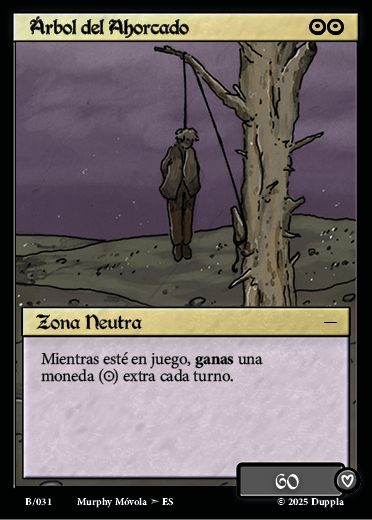 Árbol del Ahorcado
Zona Neutra —
Mientras esté en juego, ganas una
moneda (⊙) extra cada turno.
60
B/031 Murphy Móvola ➣ ES © 2025 Duppla